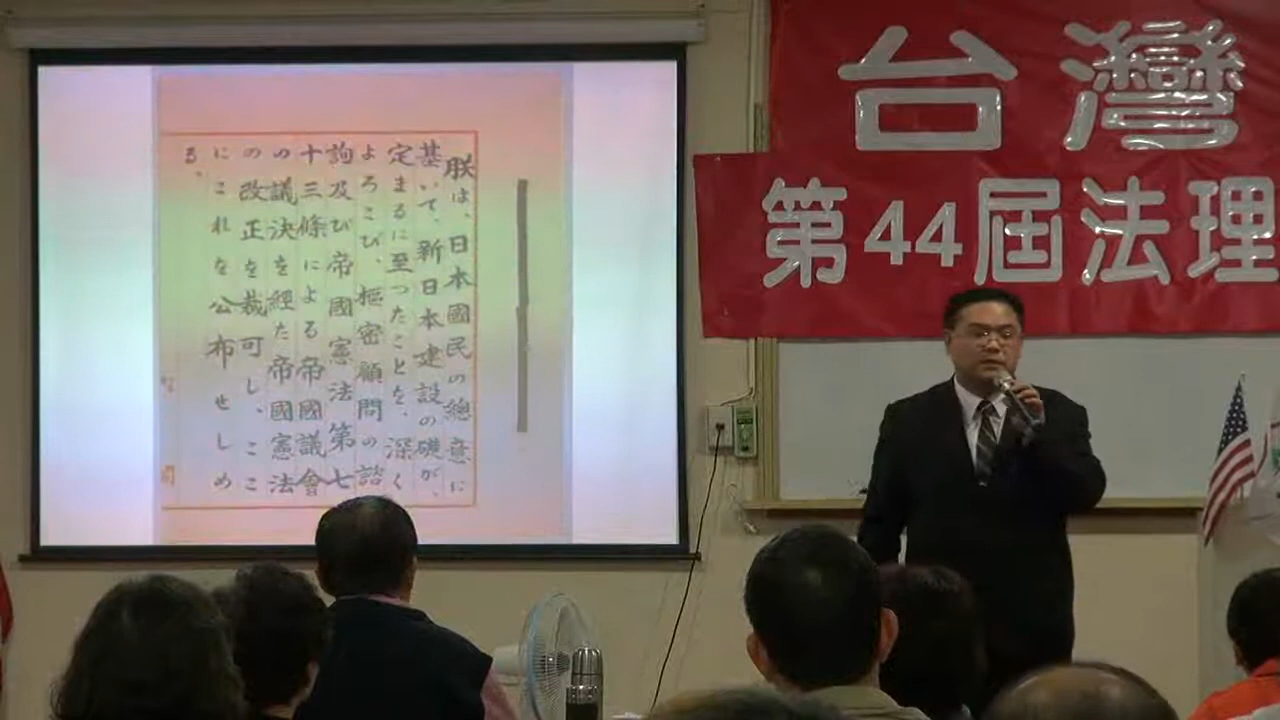 朕は、日本國民の總意に
基いて、新日本建設の礎が、
定まるに至つたことを、深く
よろこび、樞密顧問の諮
詢及び帝國憲法第七
十三條による帝國議會
の議決を経た帝國憲法
の改正を裁可し、ここ
にこれを公布せしめ
る。
台灣
第44屆法理